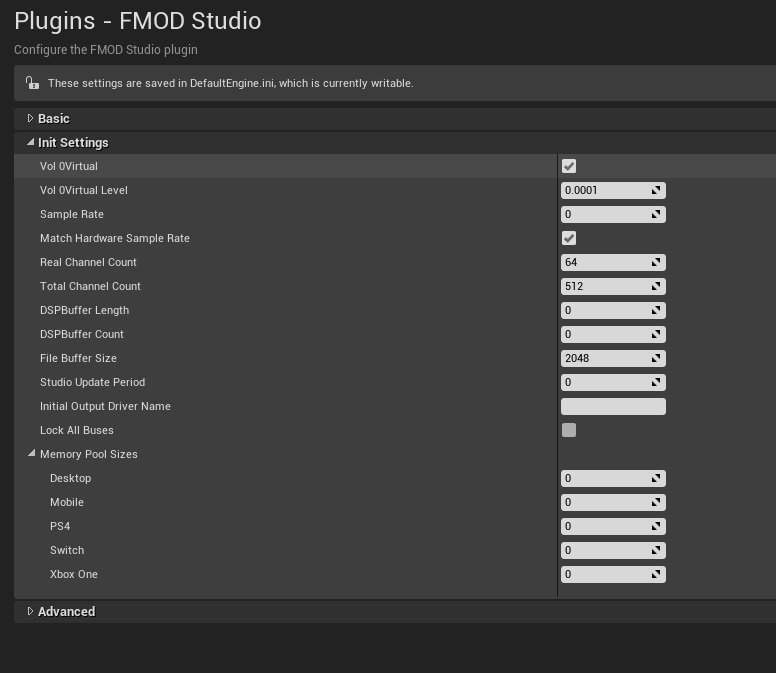 Plugins - FMOD Studio
Configure the FMOD Studio plugin
These settings are saved in DefaultEngine.ini, which is currently writable.
Basic
Init Settings
Vol 0Virtual
Vol 0Virtual Level 0.0001
Sample Rate 0
Match Hardware Sample Rate
Real Channel Count 64
Total Channel Count 512
DSPBuffer Length 0
DSPBuffer Count 0
File Buffer Size 2048
Studio Update Period 0
Initial Output Driver Name
Lock All Buses
Memory Pool Sizes
Desktop 0
Mobile 0
PS4 0
Switch 0
Xbox One 0
Advanced